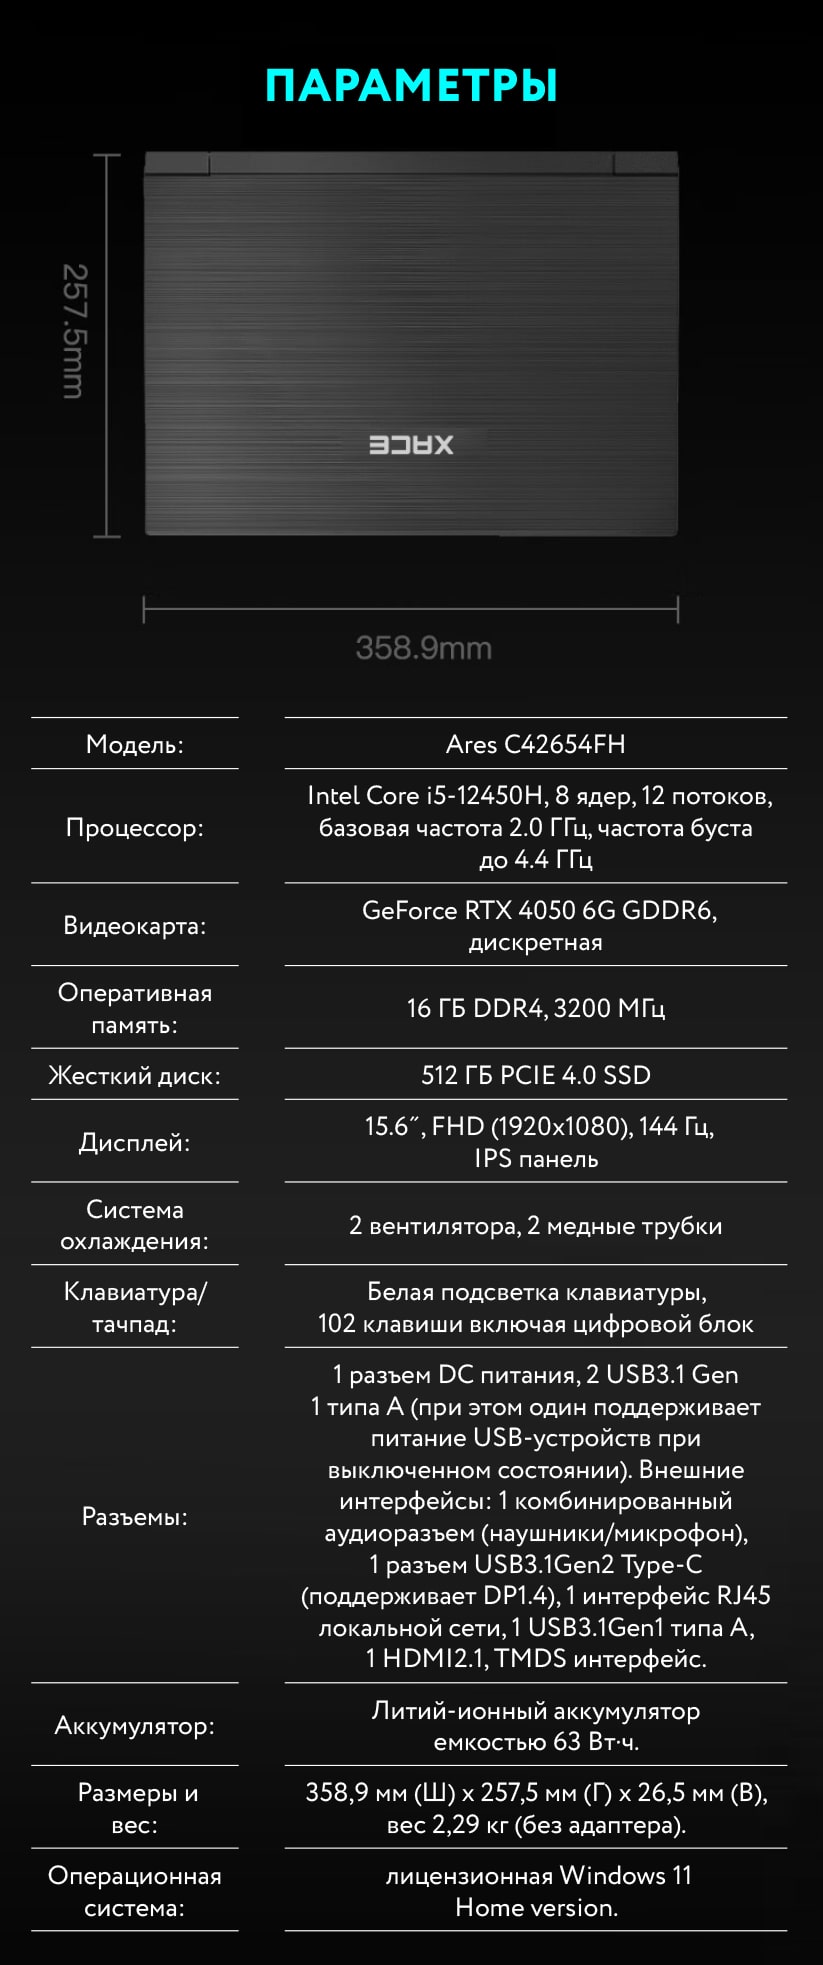 ПАРАМЕТРЫ
257.5mm
XACE
358.9mm
Модель:
Ares C42654FH
Процессор:
Intel Core i5-12450H, 8 ядер, 12 потоков,
базовая частота 2.0 ГГц, частота буста
до 4.4 ГГц
Видеокарта:
GeForce RTX 4050 6G GDDR6,
дискретная
Оперативная
память:
16 ГБ DDR4, 3200 МГц
Жесткий диск:
512 ГБ PCIE 4.0 SSD
Дисплей:
15.6˝, FHD (1920x1080), 144 Гц,
IPS панель
Система
охлаждения:
2 вентилятора, 2 медные трубки
Клавиатура/
тачпад:
Белая подсветка клавиатуры,
102 клавиши включая цифровой блок
Разъемы:
1 разъем DC питания, 2 USB3.1 Gen
1 типа А (при этом один поддерживает
питание USB-устройств при
выключенном состоянии). Внешние
интерфейсы: 1 комбинированный
аудиоразъем (наушники/микрофон),
1 разъем USB3.1Gen2 Type-C
(поддерживает DP1.4), 1 интерфейс RJ45
локальной сети, 1 USB3.1Gen1 типа А,
1 HDMI2.1, TMDS интерфейс.
Аккумулятор:
Литий-ионный аккумулятор
емкостью 63 Вт·ч.
Размеры и
вес:
358,9 мм (Ш) x 257,5 мм (Г) x 26,5 мм (В),
вес 2,29 кг (без адаптера).
Операционная
система:
лицензионная Windows 11
Home version.